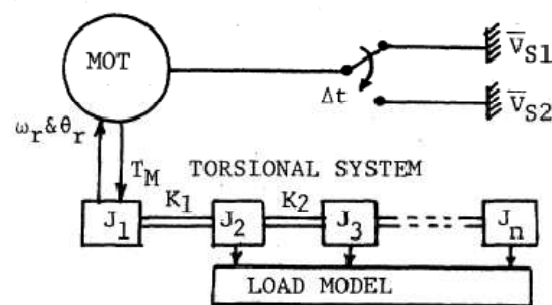 MOT
V̅S1
Δt
V̅S2
ωr&θr
TM
TORSIONAL SYSTEM
K1
K2
J1
J2
J3
Jn
LOAD MODEL